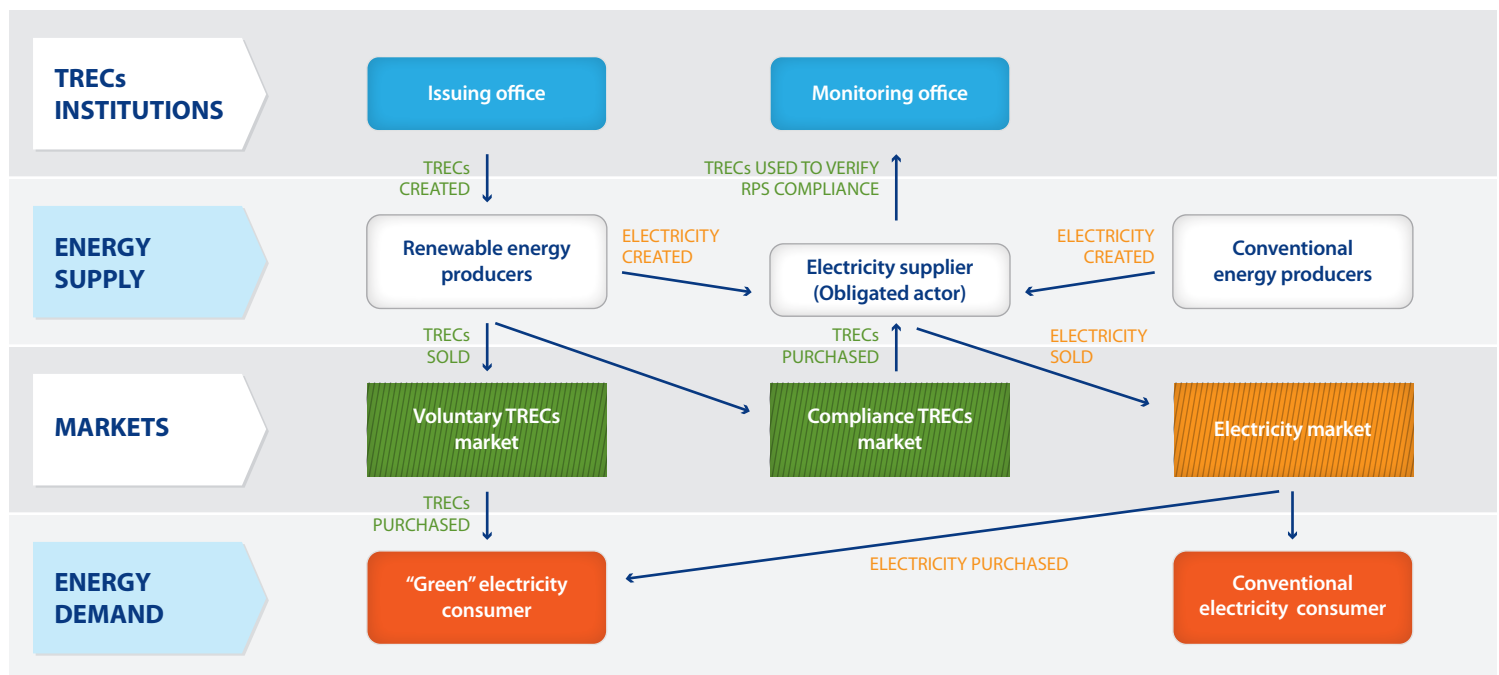 TRECs
INSTITUTIONS
Issuing office
Monitoring office
TRECs
CREATED
TRECs USED TO VERIFY
RPS COMPLIANCE
ENERGY
SUPPLY
Renewable energy
producers
ELECTRICITY
CREATED
Electricity supplier
(Obligated actor)
ELECTRICITY
CREATED
Conventional
energy producers
TRECs
SOLD
TRECs
PURCHASED
ELECTRICITY
SOLD
MARKETS
Voluntary TRECs
market
Compliance TRECs
market
Electricity market
TRECs
PURCHASED
ELECTRICITY PURCHASED
ENERGY
DEMAND
“Green” electricity
consumer
Conventional
electricity consumer